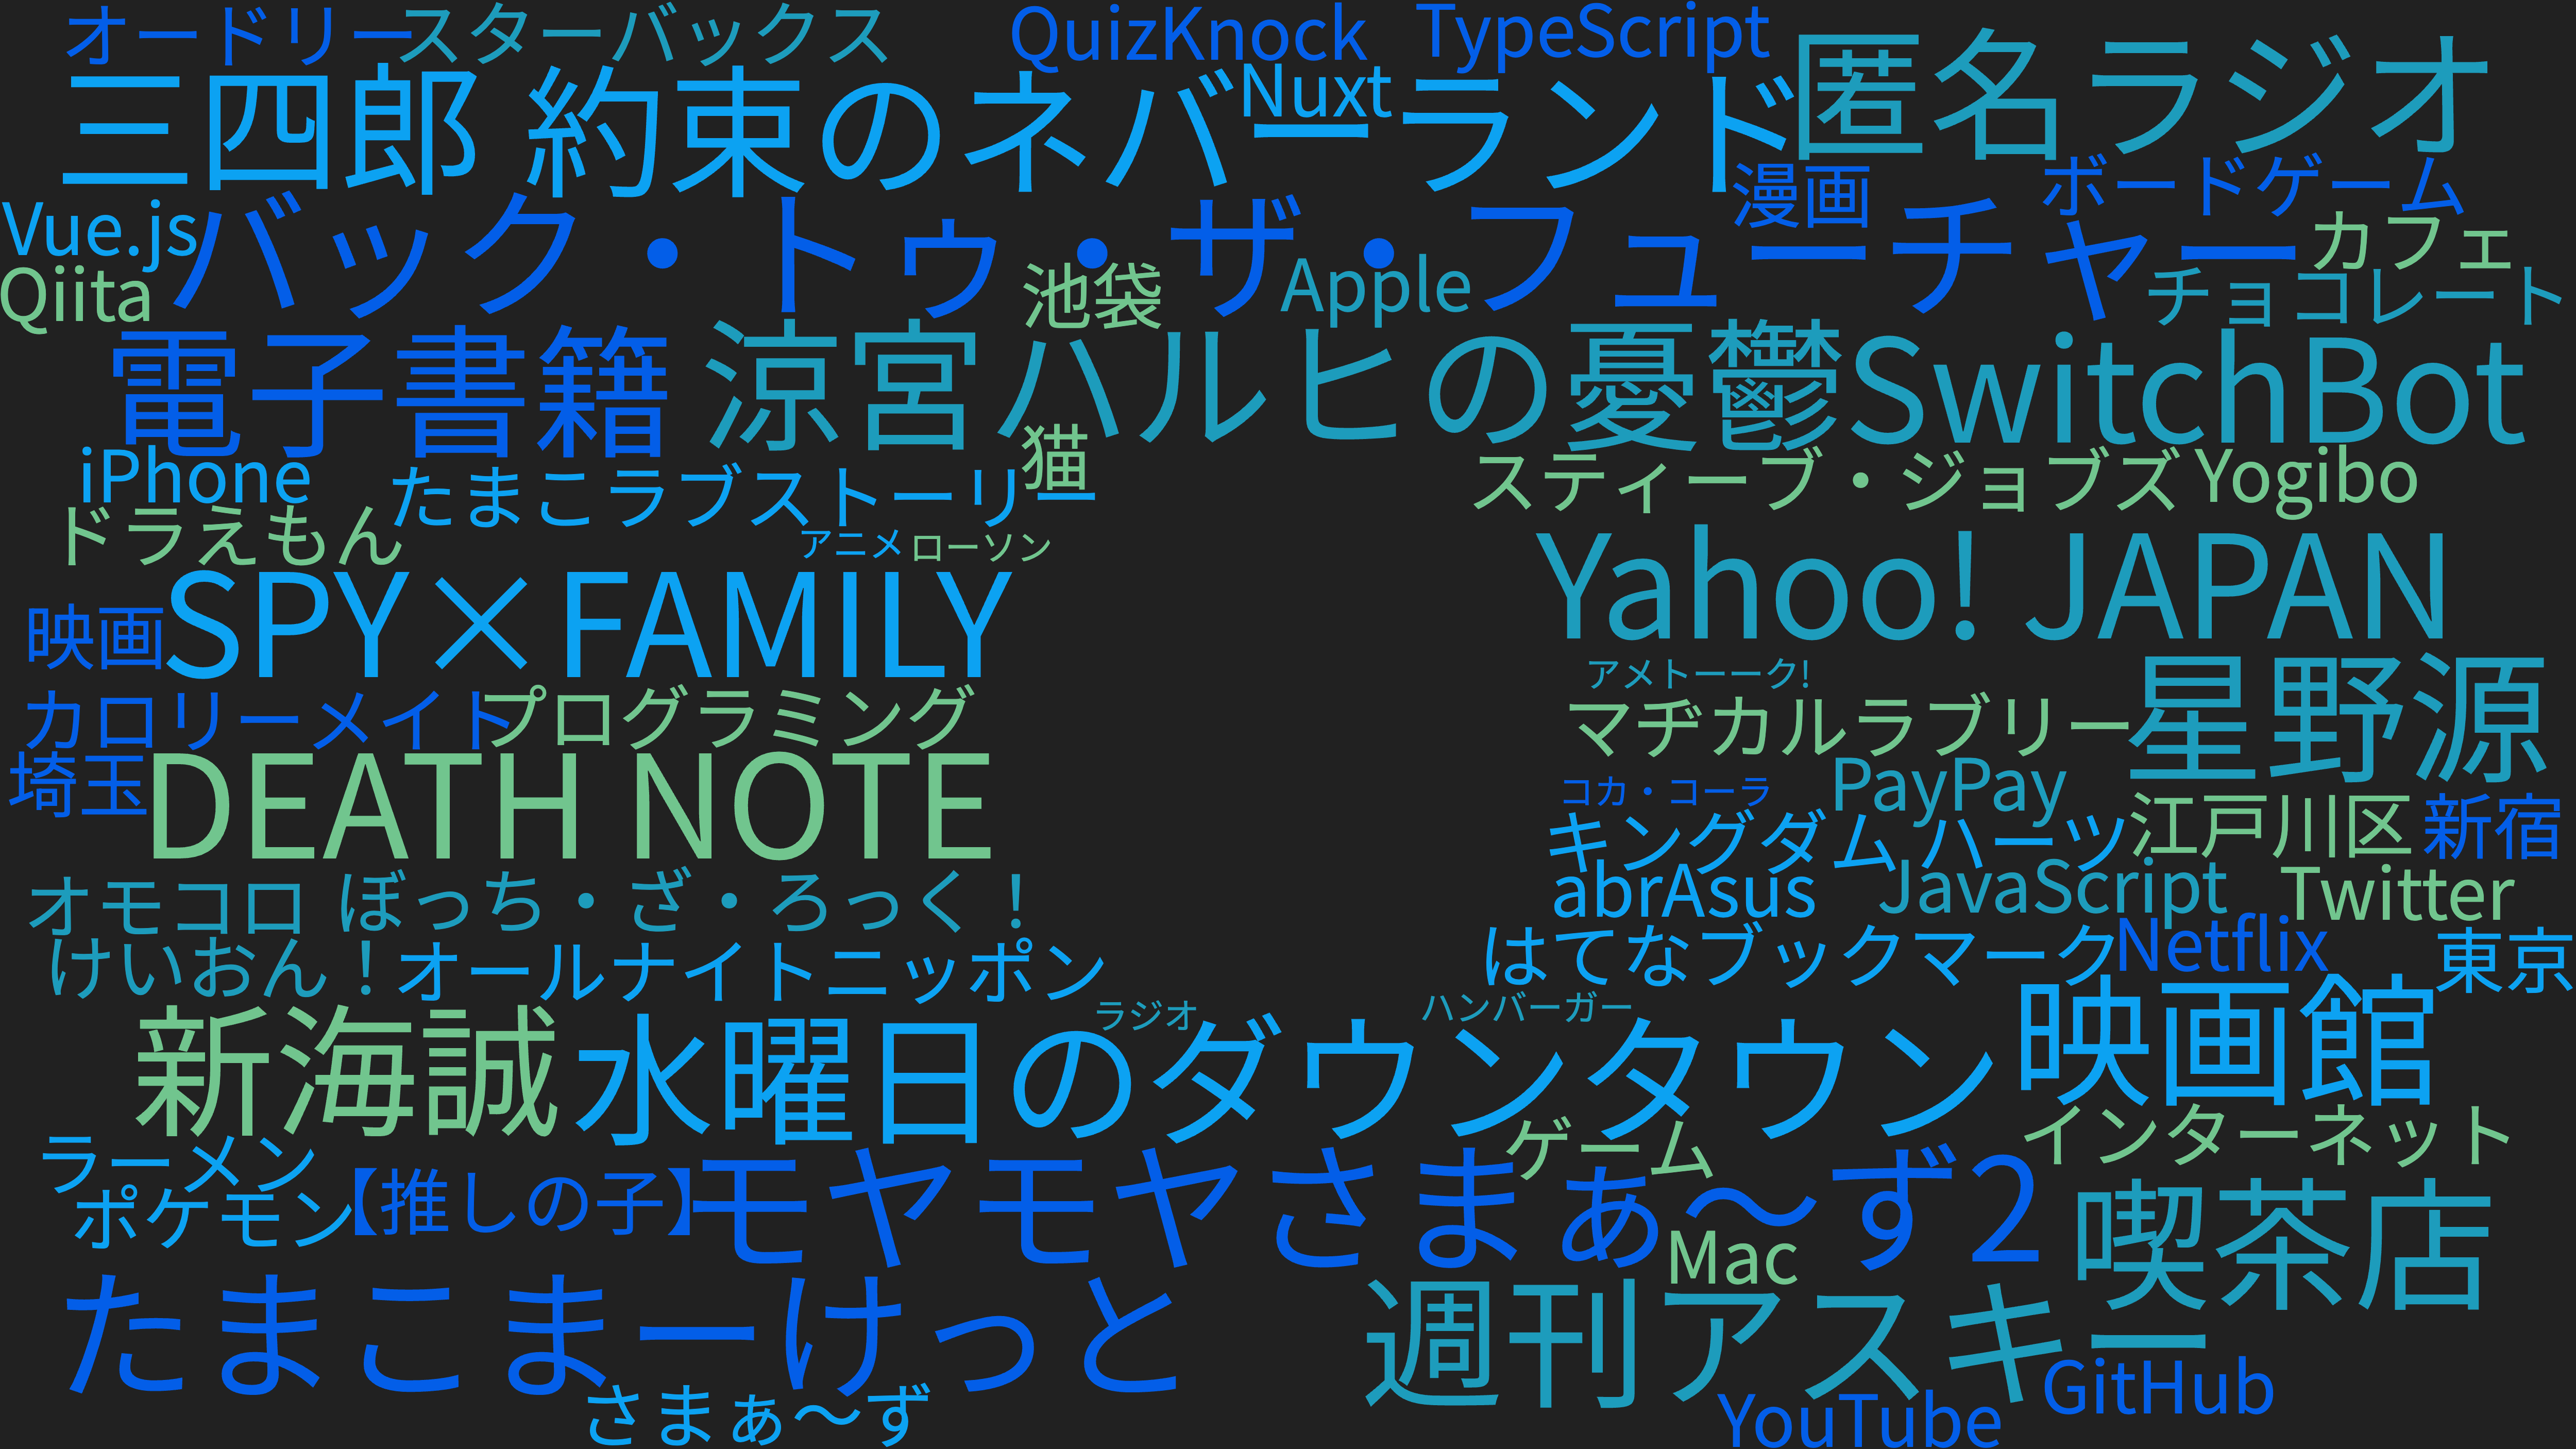 オードリー
スターバックス
QuizKnock
TypeScript
三四郎
約束のネバーランド
Nuxt
匿名ラジオ
漫画
ボードゲーム
Vue.js
バック・トゥ・ザ・フューチャー
カフェ
Qiita
池袋
Apple
チョコレート
電子書籍
涼宮ハルヒの憂鬱
SwitchBot
猫
iPhone
たまこラブストーリー
スティーブ・ジョブズ
Yogibo
ドラえもん
アニメ
ローソン
SPY×FAMILY
Yahoo! JAPAN
映画
アメトーーク!
星野源
カロリーメイト
プログラミング
マヂカルラブリー
埼玉
DEATH NOTE
コカ・コーラ
PayPay
江戸川区
新宿
キングダム ハーツ
オモコロ
ぼっち・ざ・ろっく！
abrAsus
JavaScript
Twitter
けいおん！
オールナイトニッポン
はてなブックマーク
Netflix
東京
ラジオ
ハンバーガー
新海誠
水曜日のダウンタウン
映画館
ラーメン
ゲーム
インターネット
ポケモン
【推しの子】
モヤモヤさまぁ〜ず2
喫茶店
Mac
たまこまーけっと
週刊アスキー
さまぁ〜ず
YouTube
GitHub